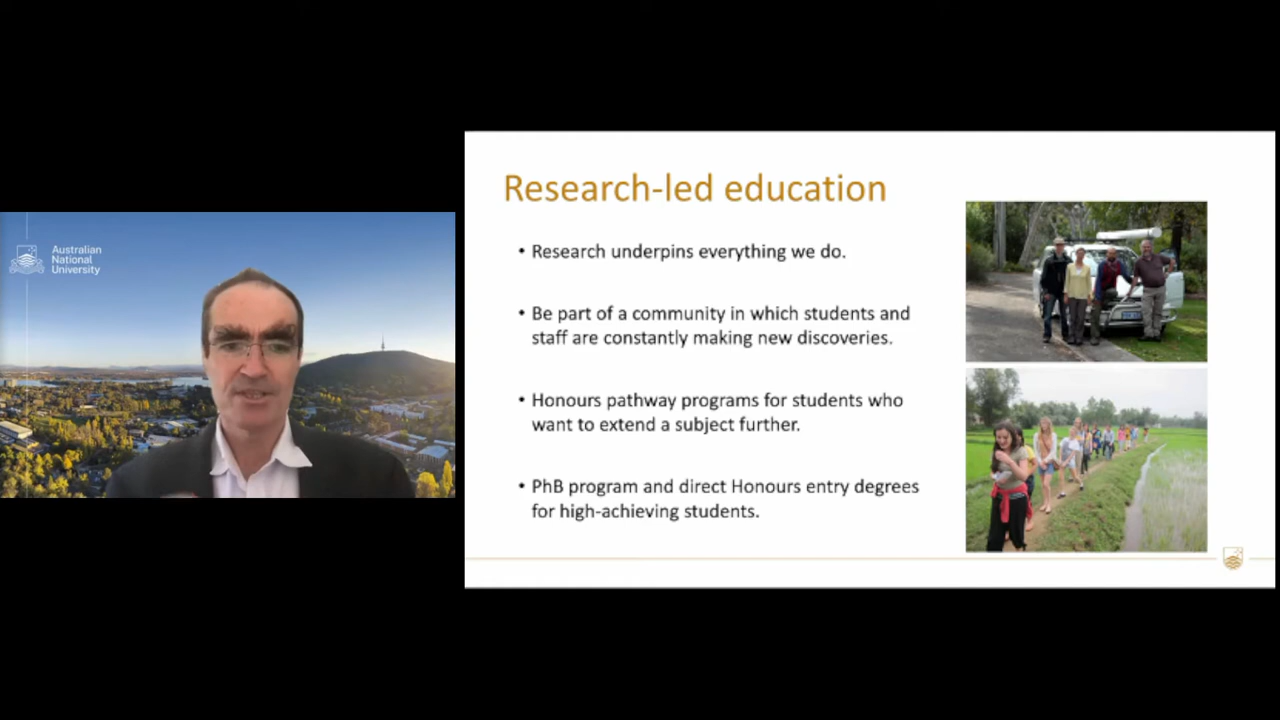 Australian
National
University
Research-led education
• Research underpins everything we do.
• Be part of a community in which students and
staff are constantly making new discoveries.
• Honours pathway programs for students who
want to extend a subject further.
• PhB program and direct Honours entry degrees
for high-achieving students.